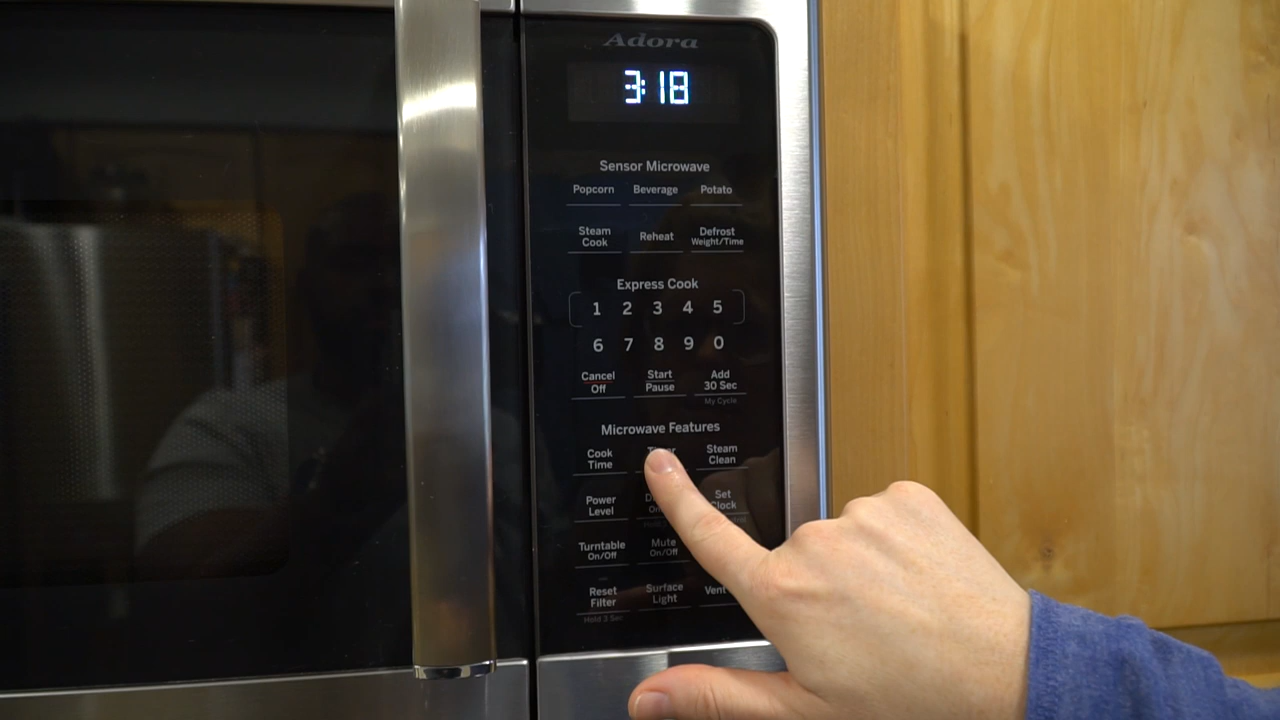 Adora
3:18
Sensor Microwave
Popcorn Beverage Potato
Steam Cook Reheat Defrost Weight/Time
Express Cook
1 2 3 4 5
6 7 8 9 0
Cancel Off Start Pause Add 30 Sec
My Cycle
Microwave Features
Cook Time Steam Clean
Power Level Set Clock
Turntable On/Off Mute On/Off
Reset Filter Surface Light Vent
Hold 3 Sec